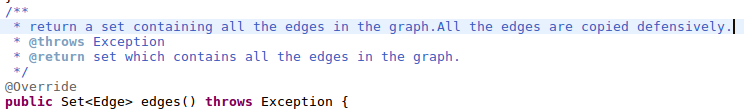 /**
 * return a set containing all the edges in the graph.All the edges are copied defensively.
 * @throws Exception
 * @return set which contains all the edges in the graph.
 */
@Override
public Set<Edge> edges() throws Exception {